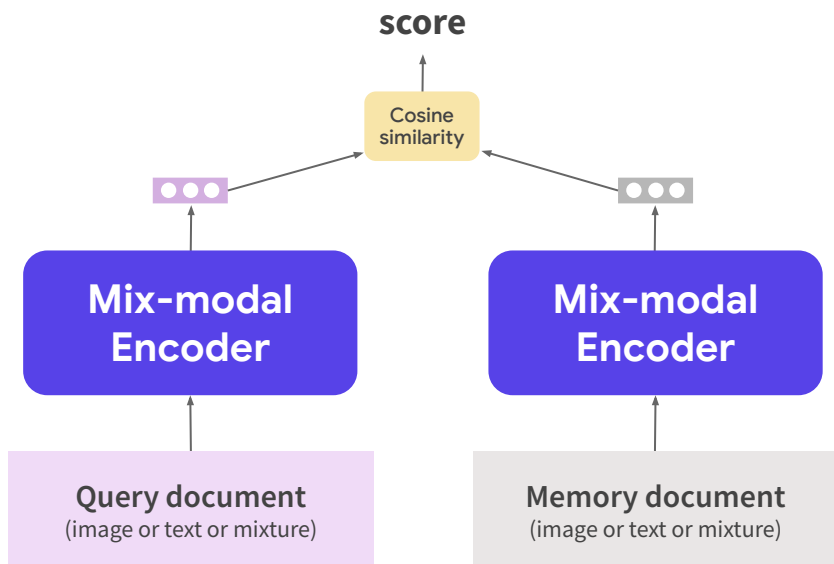 score
Cosine
similarity
Mix-modal
Encoder
Mix-modal
Encoder
Query document
(image or text or mixture)
Memory document
(image or text or mixture)